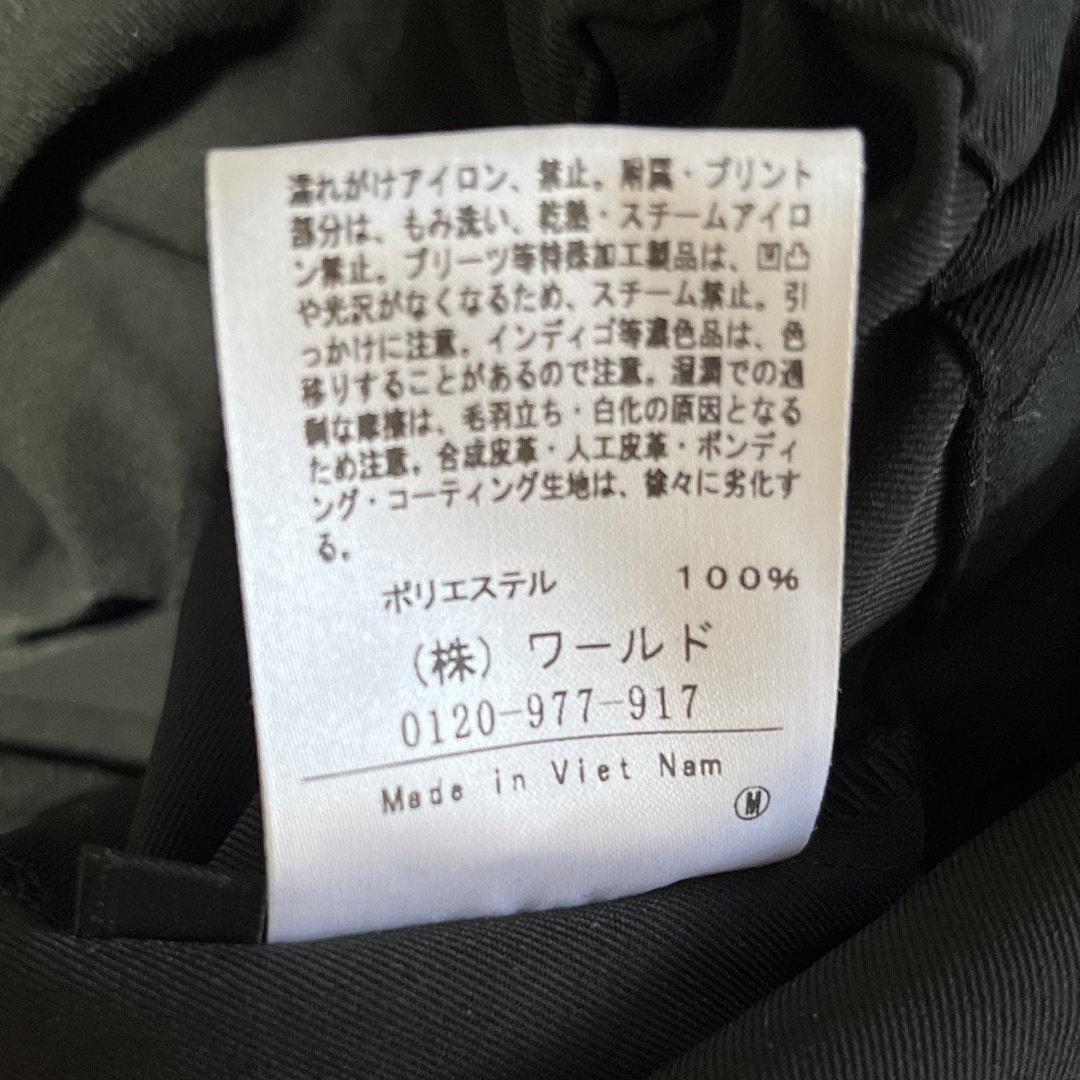 濡れがけアイロン、禁止。附属・プリント
部分は、もみ洗い、乾熱・スチームアイロ
ン禁止。プリーツ等特殊加工製品は、凹凸
や光沢がなくなるため、スチーム禁止。引
っかけに注意。インディゴ等濃色品は、色
移りすることがあるので注意。湿潤での過
剰な摩擦は、毛羽立ち・白化の原因となる
ため注意。合成皮革・人工皮革・ボンディ
ング・コーティング生地は、徐々に劣化す
る。
ポリエステル 100%
(株) ワールド
0120-977-917
Made in Viet Nam
Ⓜ